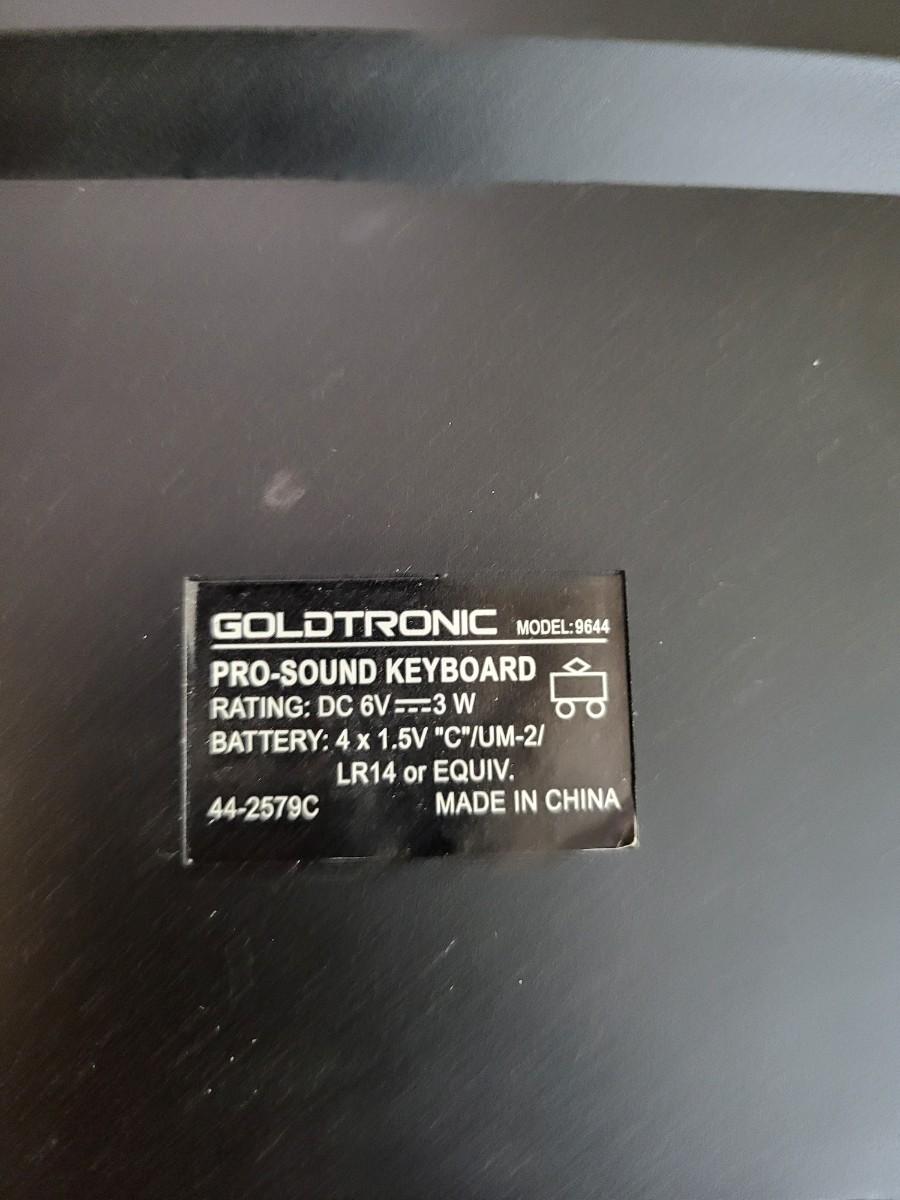 GOLDTRONIC MODEL:9644
PRO-SOUND KEYBOARD
RATING: DC 6V⎓3 W
BATTERY: 4 x 1.5V "C"/UM-2/
LR14 or EQUIV.
44-2579C MADE IN CHINA